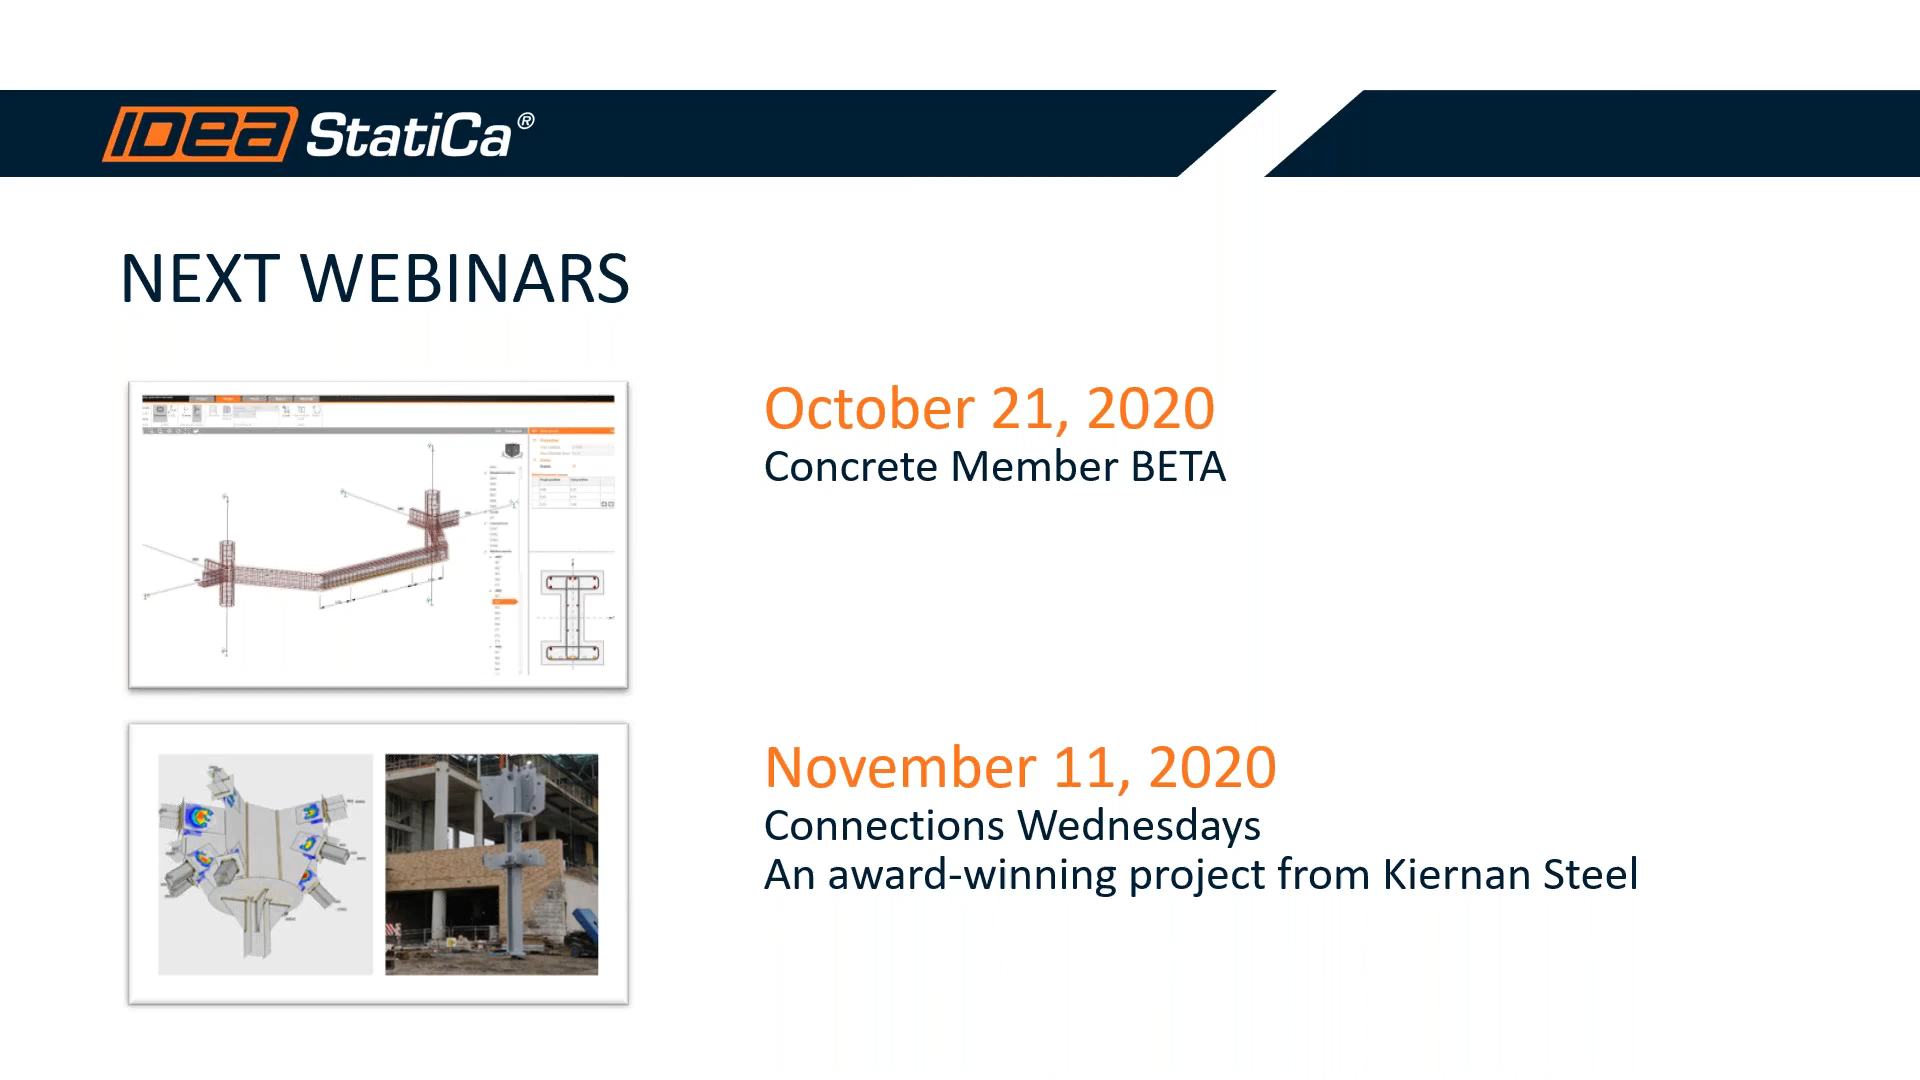 IDEA StatiCa®
NEXT WEBINARS
October 21, 2020
Concrete Member BETA
November 11, 2020
Connections Wednesdays
An award-winning project from Kiernan Steel